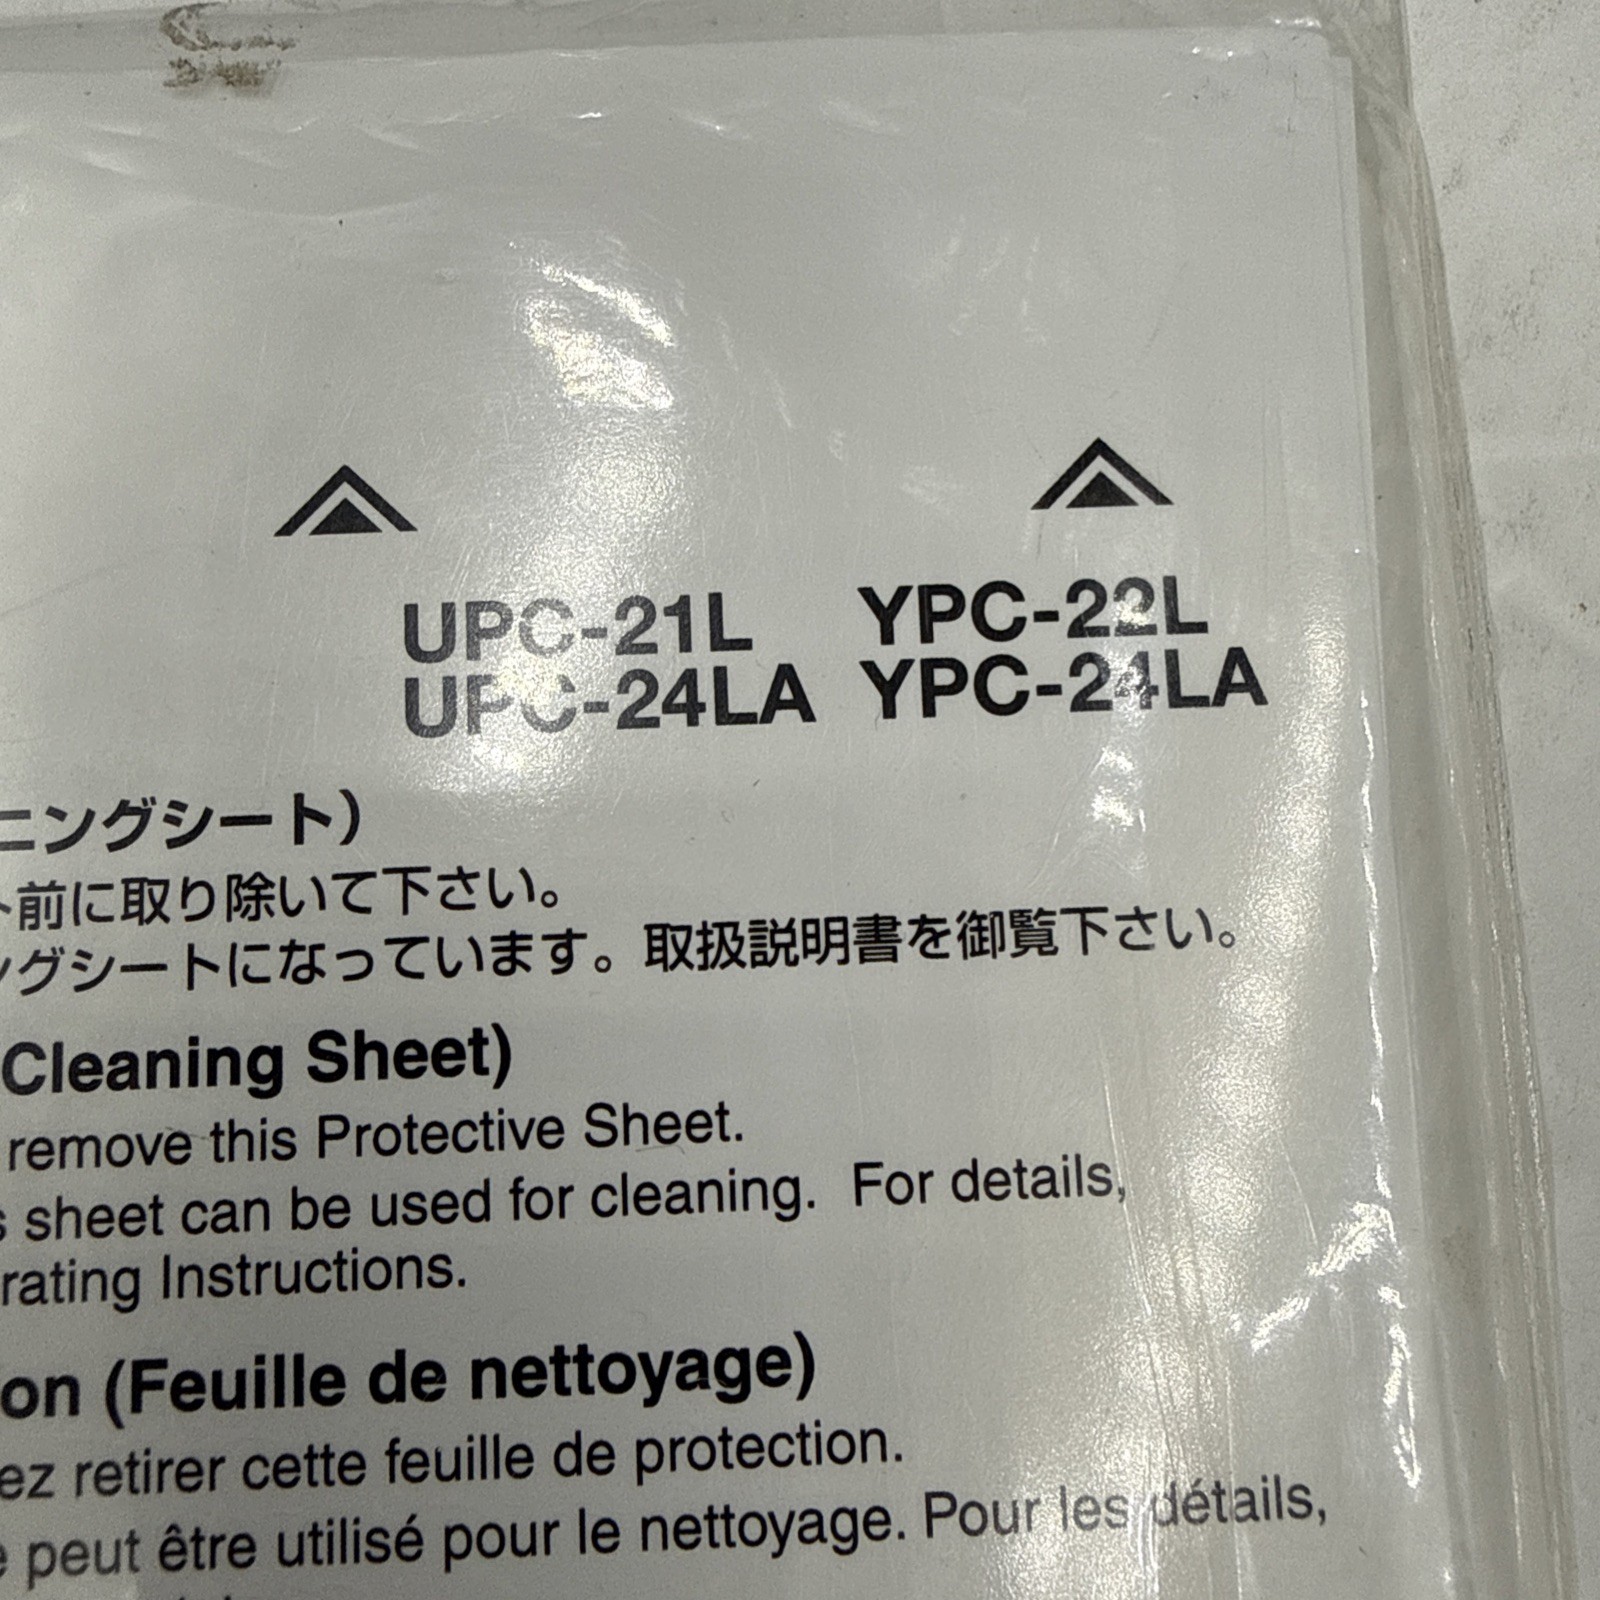 UPC-21L YPC-22L
UPC-24LA YPC-24LA
ニングシート)
前に取り除いて下さい。
グシートになっています。取扱説明書を御覧下さい。
(Cleaning Sheet)
remove this Protective Sheet.
s sheet can be used for cleaning. For details,
rating Instructions.
on (Feuille de nettoyage)
ez retirer cette feuille de protection.
e peut être utilisé pour le nettoyage. Pour les détails,